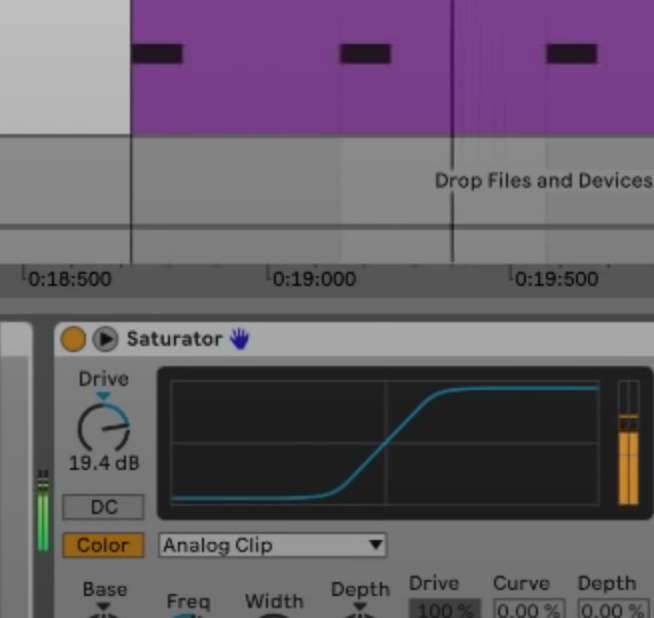 Drop Files and Devices
0:18:500 0:19:000 0:19:500
Saturator
Drive
19.4 dB
DC
Color Analog Clip
Base Freq Width Depth Drive Curve Depth
100 % 0.00 % 0.00 %